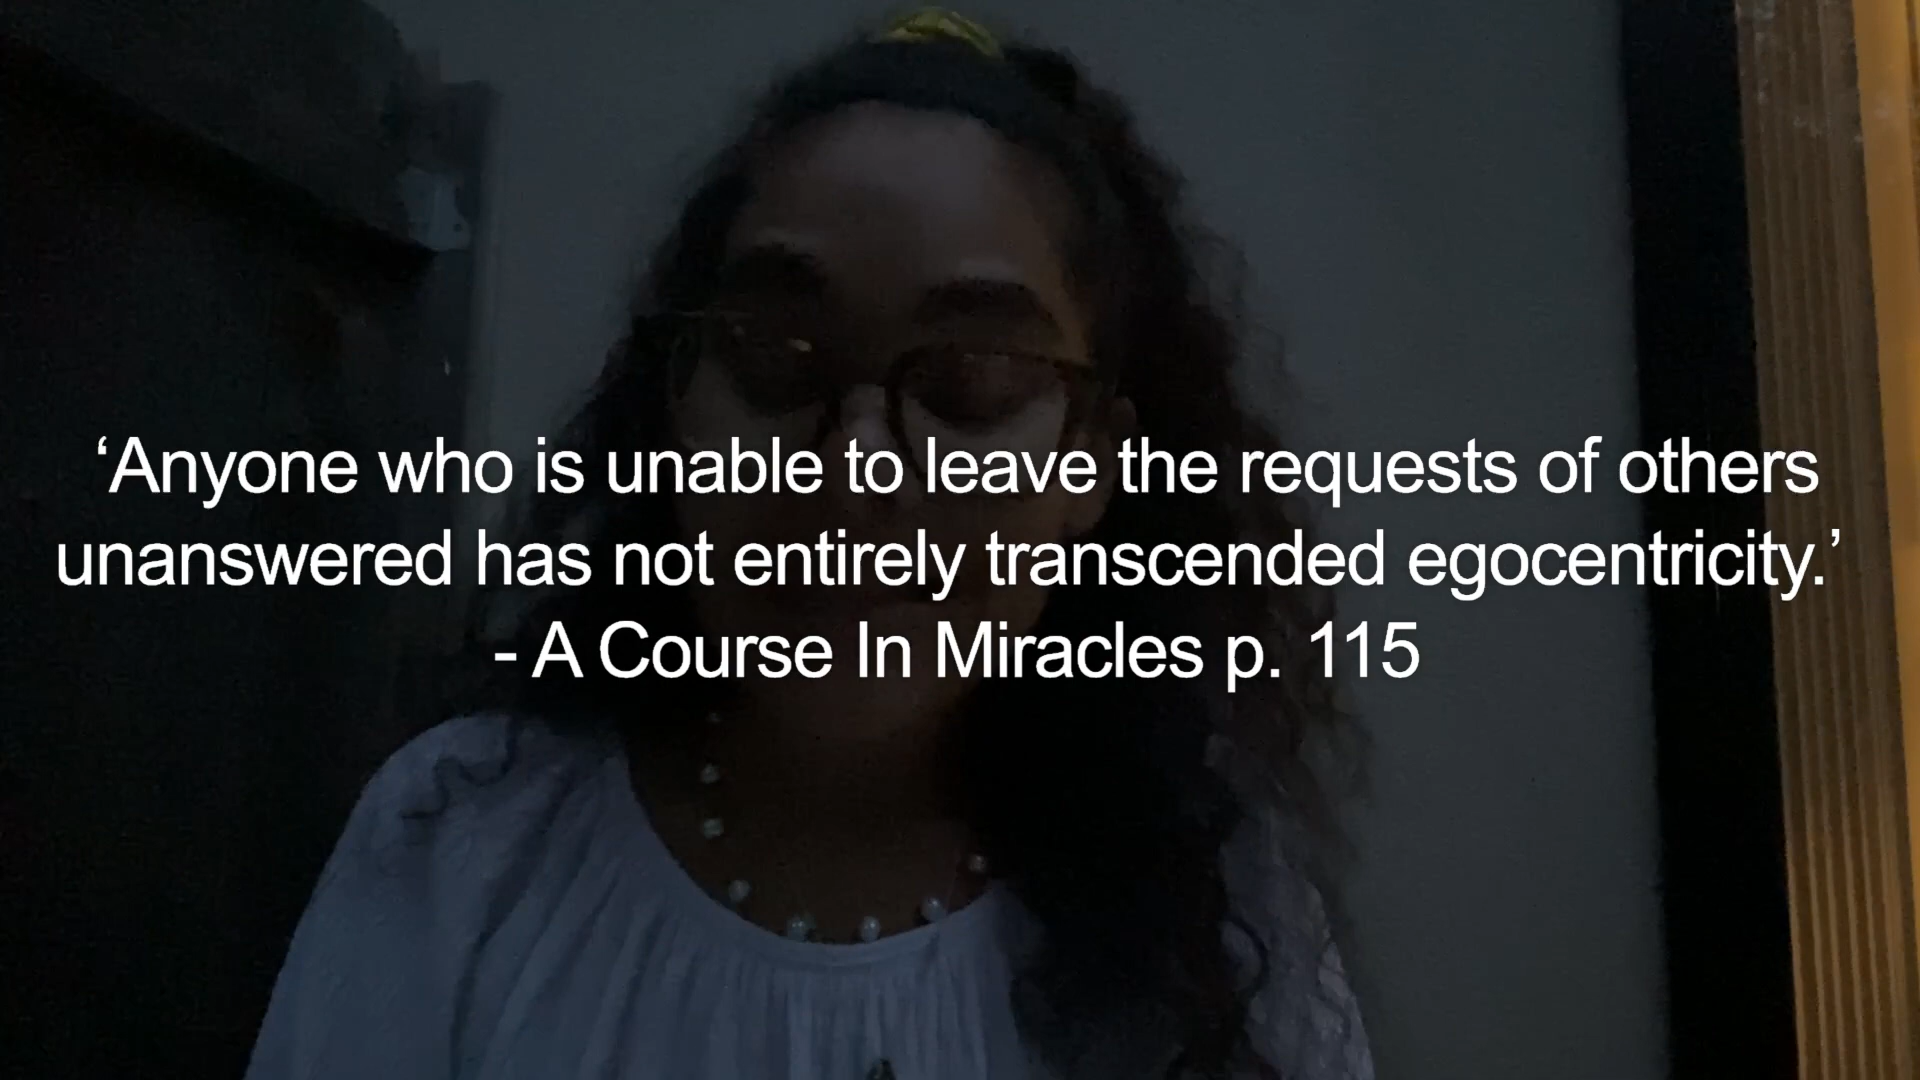 ‘Anyone who is unable to leave the requests of others
unanswered has not entirely transcended egocentricity.’
- A Course In Miracles p. 115